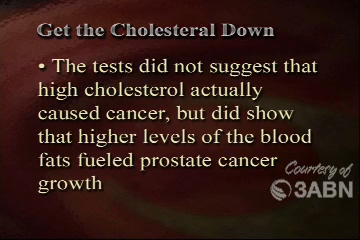 Get the Cholesteral Down
• The tests did not suggest that
high cholesterol actually
caused cancer, but did show
that higher levels of the blood
fats fueled prostate cancer
growth
Courtesy of
3ABN